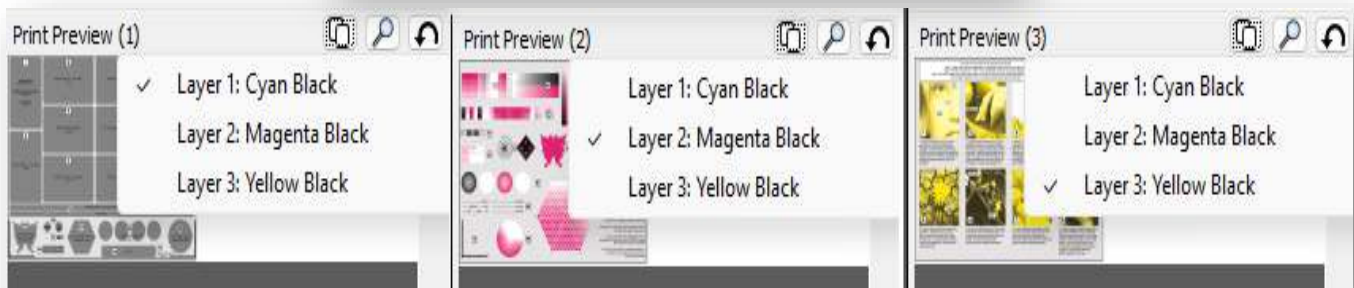 Print Preview (1)
Layer 1: Cyan Black
Layer 2: Magenta Black
Layer 3: Yellow Black
Print Preview (2)
Layer 1: Cyan Black
Layer 2: Magenta Black
Layer 3: Yellow Black
Print Preview (3)
Layer 1: Cyan Black
Layer 2: Magenta Black
Layer 3: Yellow Black